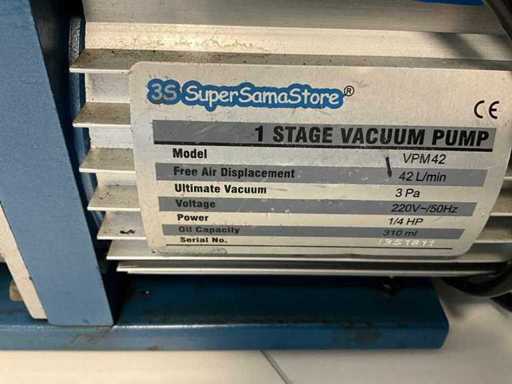 3S SuperSamaStore®
CE
1 STAGE VACUUM PUMP
Model VPM42
Free Air Displacement 42 L/min
Ultimate Vacuum 3 Pa
Voltage 220V~/50Hz
Power 1/4 HP
Oil Capacity 310 ml
Serial No.